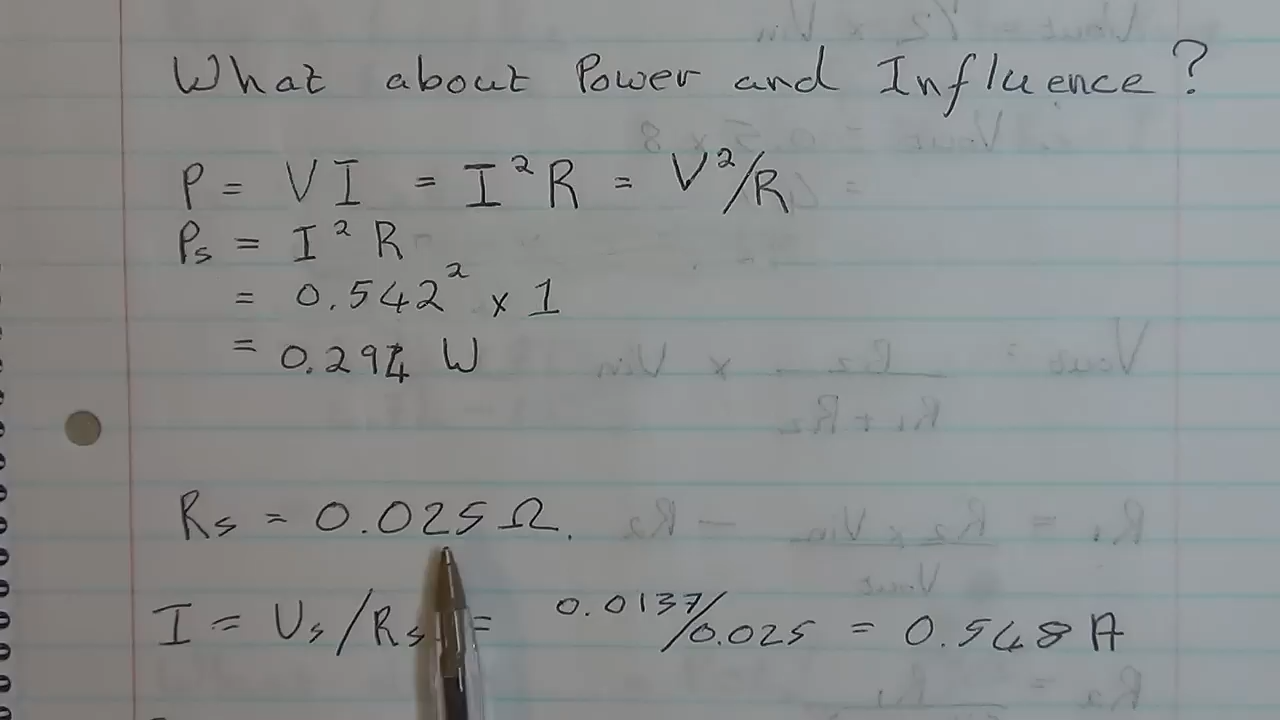 What about Power and Influence?
P = VI = I²R = V²/R
Ps = I² R
= 0.542² x 1
= 0.294 W
Rs = 0.025 Ω.
I = Vs/Rs = 0.0137/0.025 = 0.548 A